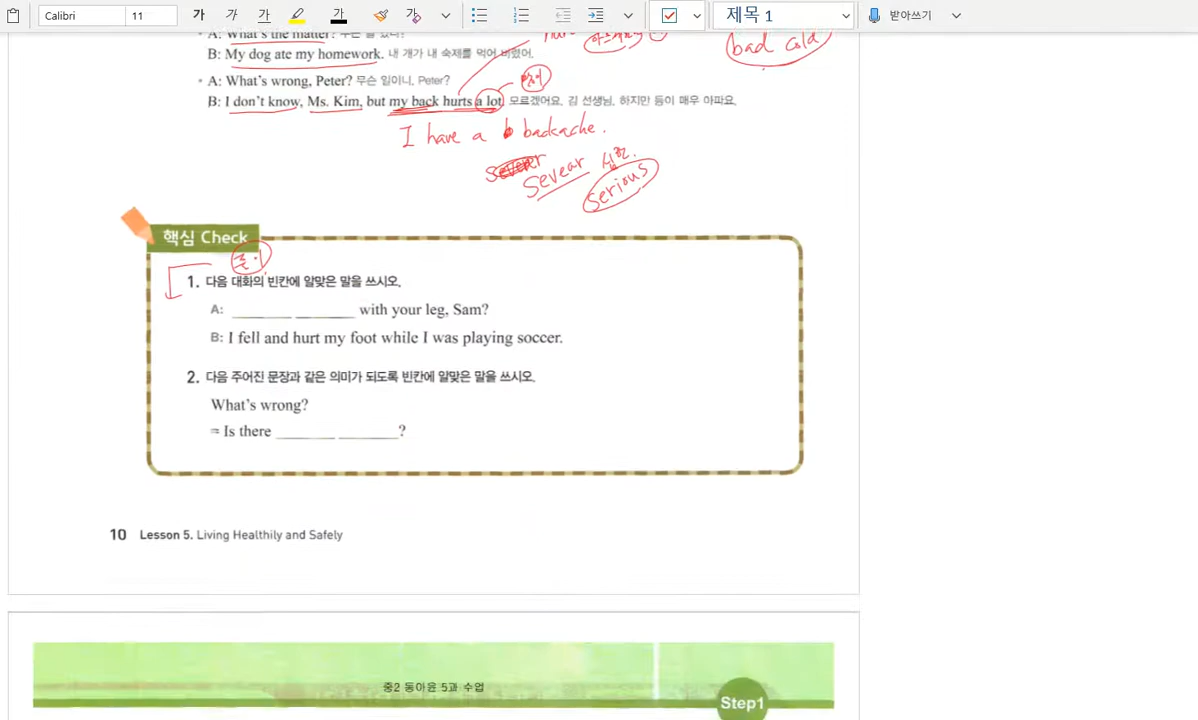 Calibri 11 가 가 가 가 가 제목 1 받아쓰기
A: What's the matter?
bad cold
B: My dog ate my homework. 내 개가 내 숙제를 먹어 버렸어.
• A: What's wrong, Peter? 무슨 일이니, Peter?
B: I don't know, Ms. Kim, but my back hurts a lot. 모르겠어요, 김 선생님, 하지만 등이 매우 아파요.
I have a backache.
Sevear
serious
핵심 Check
1. 다음 대화의 빈칸에 알맞은 말을 쓰시오.
A: ______ ______ with your leg, Sam?
B: I fell and hurt my foot while I was playing soccer.
2. 다음 주어진 문장과 같은 의미가 되도록 빈칸에 알맞은 말을 쓰시오.
What's wrong?
= Is there ______ ______?
10 Lesson 5. Living Healthily and Safely
중2 동아윤 5과 수업
Step1